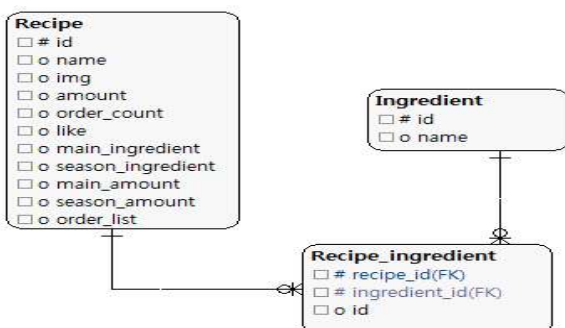 Recipe
# id
o name
o img
o amount
o order_count
o like
o main_ingredient
o season_ingredient
o main_amount
o season_amount
o order_list
Ingredient
# id
o name
Recipe_ingredient
# recipe_id(FK)
# ingredient_id(FK)
o id